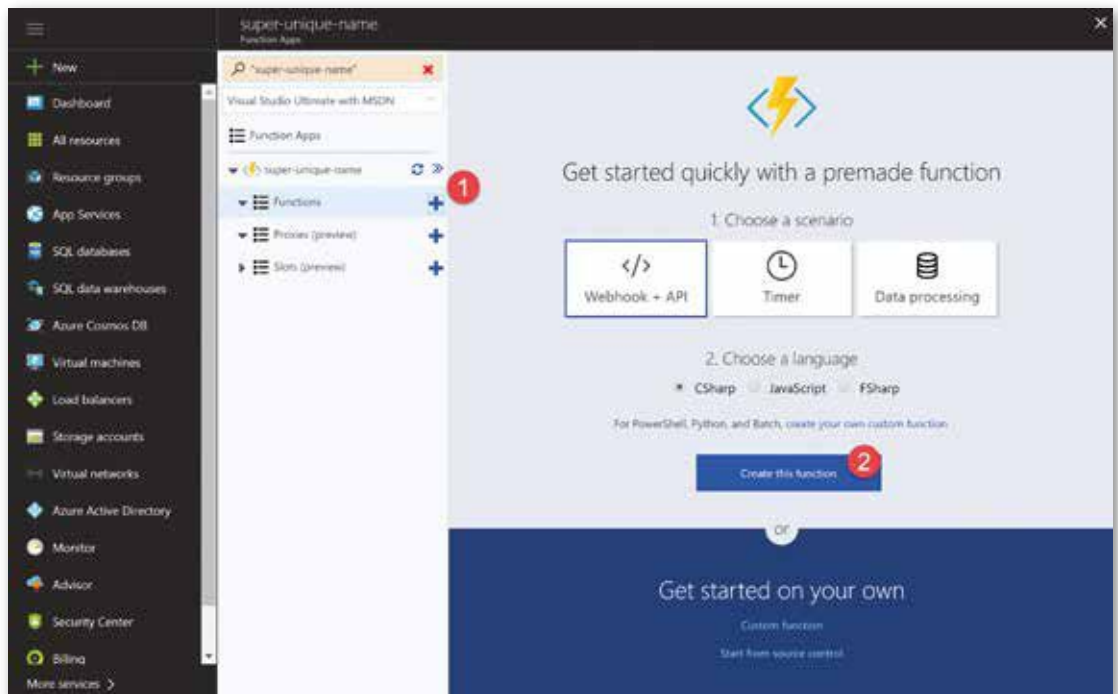 super-unique-name
Function Apps
New
Dashboard
All resources
Resource groups
App Services
SQL databases
SQL data warehouses
Azure Cosmos DB
Virtual machines
Load balancers
Storage accounts
Virtual networks
Azure Active Directory
Monitor
Advisor
Security Center
Billing
More services >
"super-unique-name"
Visual Studio Ultimate with MSDN
Function Apps
super-unique-name
Functions
1
Proxies (preview)
Slots (preview)
Get started quickly with a premade function
1. Choose a scenario
Webhook + API
Timer
Data processing
2. Choose a language
CSharp JavaScript FSharp
For PowerShell, Python, and Batch, create your own custom function
Create this function
2
or
Get started on your own
Custom function
Start from source control